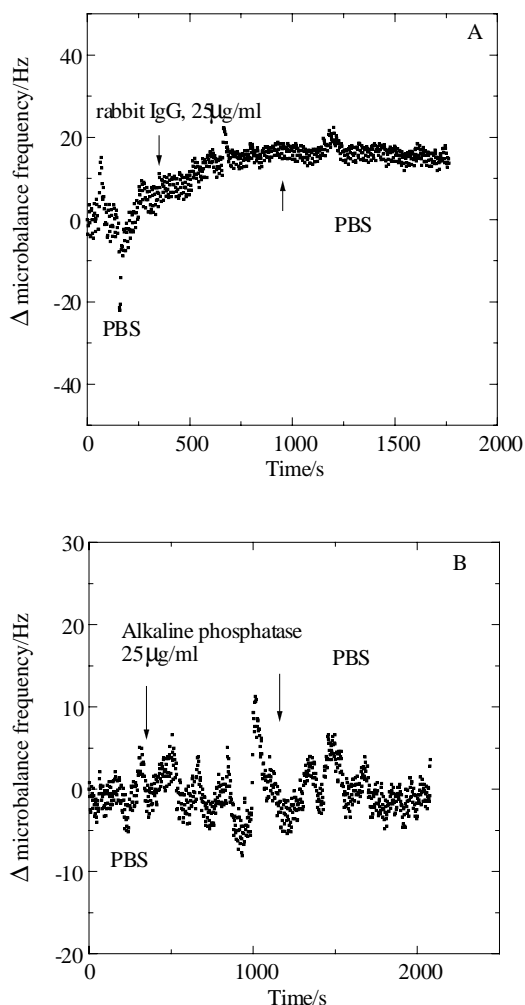 A
50
40
rabbit IgG, 25µg/ml
20
0
PBS
-20
PBS
-40
0 500 1000 1500 2000
Time/s
Δ microbalance frequency/Hz
B
30
20
Alkaline phosphatase
25µg/ml
PBS
10
0
PBS
-10
-20
0 1000 2000
Time/s
Δ microbalance frequency/Hz